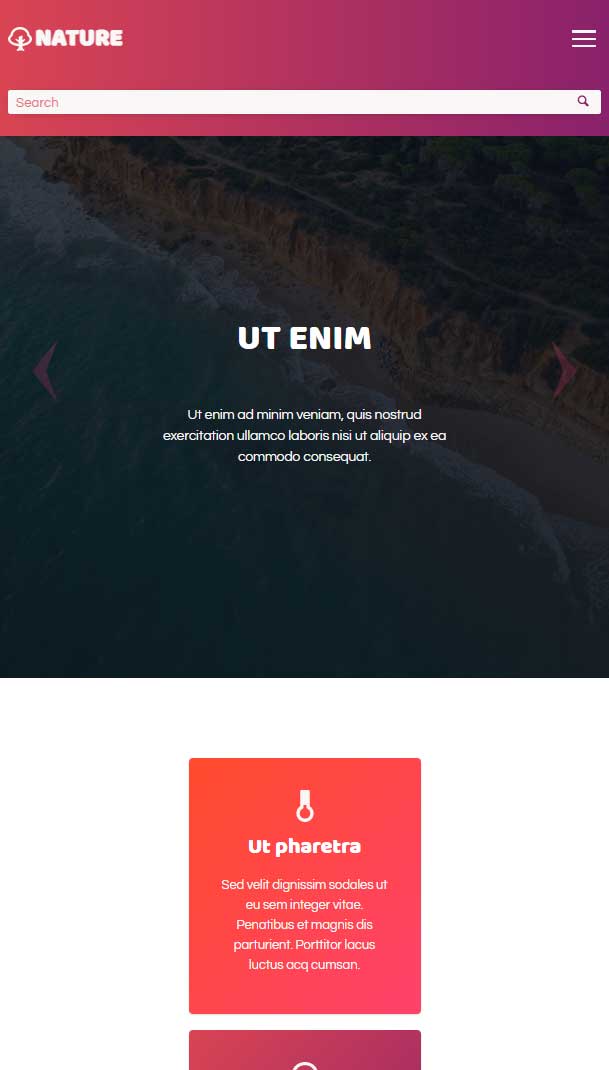 NATURE
Search
UT ENIM
Ut enim ad minim veniam, quis nostrud
exercitation ullamco laboris nisi ut aliquip ex ea
commodo consequat.
Ut pharetra
Sed velit dignissim sodales ut
eu sem integer vitae.
Penatibus et magnis dis
parturient. Porttitor lacus
luctus acq cumsan.